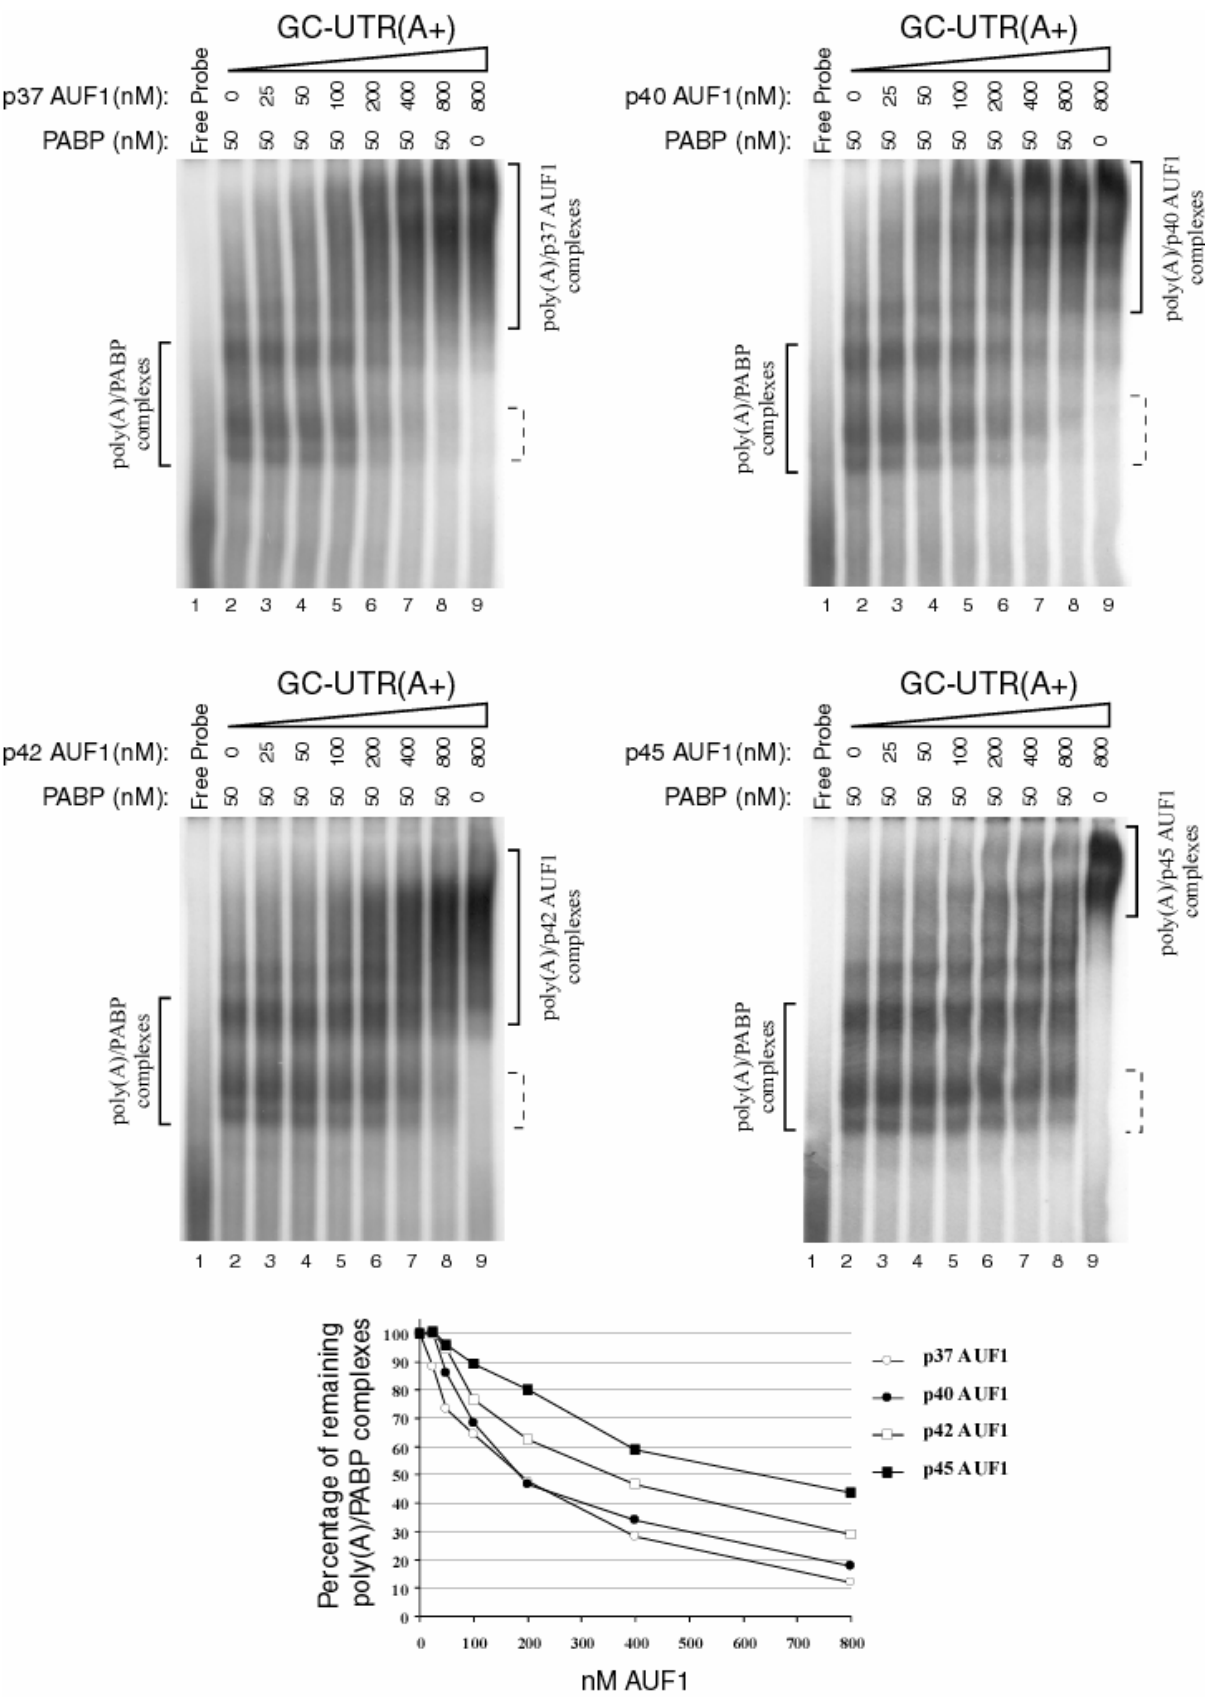 GC-UTR(A+)
Free Probe
p37 AUF1(nM): 0 25 50 100 200 400 800 800
PABP (nM): 50 50 50 50 50 50 50 0
poly(A)/p37 AUF1
complexes
poly(A)/PABP
complexes
1 2 3 4 5 6 7 8 9
GC-UTR(A+)
Free Probe
p40 AUF1(nM): 0 25 50 100 200 400 800 800
PABP (nM): 50 50 50 50 50 50 50 0
poly(A)/p40 AUF1
complexes
poly(A)/PABP
complexes
1 2 3 4 5 6 7 8 9
GC-UTR(A+)
Free Probe
p42 AUF1(nM): 0 25 50 100 200 400 800 800
PABP (nM): 50 50 50 50 50 50 50 0
poly(A)/p42 AUF1
complexes
poly(A)/PABP
complexes
1 2 3 4 5 6 7 8 9
GC-UTR(A+)
Free Probe
p45 AUF1(nM): 0 25 50 100 200 400 800 800
PABP (nM): 50 50 50 50 50 50 50 0
poly(A)/p45 AUF1
complexes
poly(A)/PABP
complexes
1 2 3 4 5 6 7 8 9
Percentage of remaining
poly(A)/PABP complexes
100
90
80
70
60
50
40
30
20
10
0
0 100 200 300 400 500 600 700 800
nM AUF1
p37 AUF1
p40 AUF1
p42 AUF1
p45 AUF1